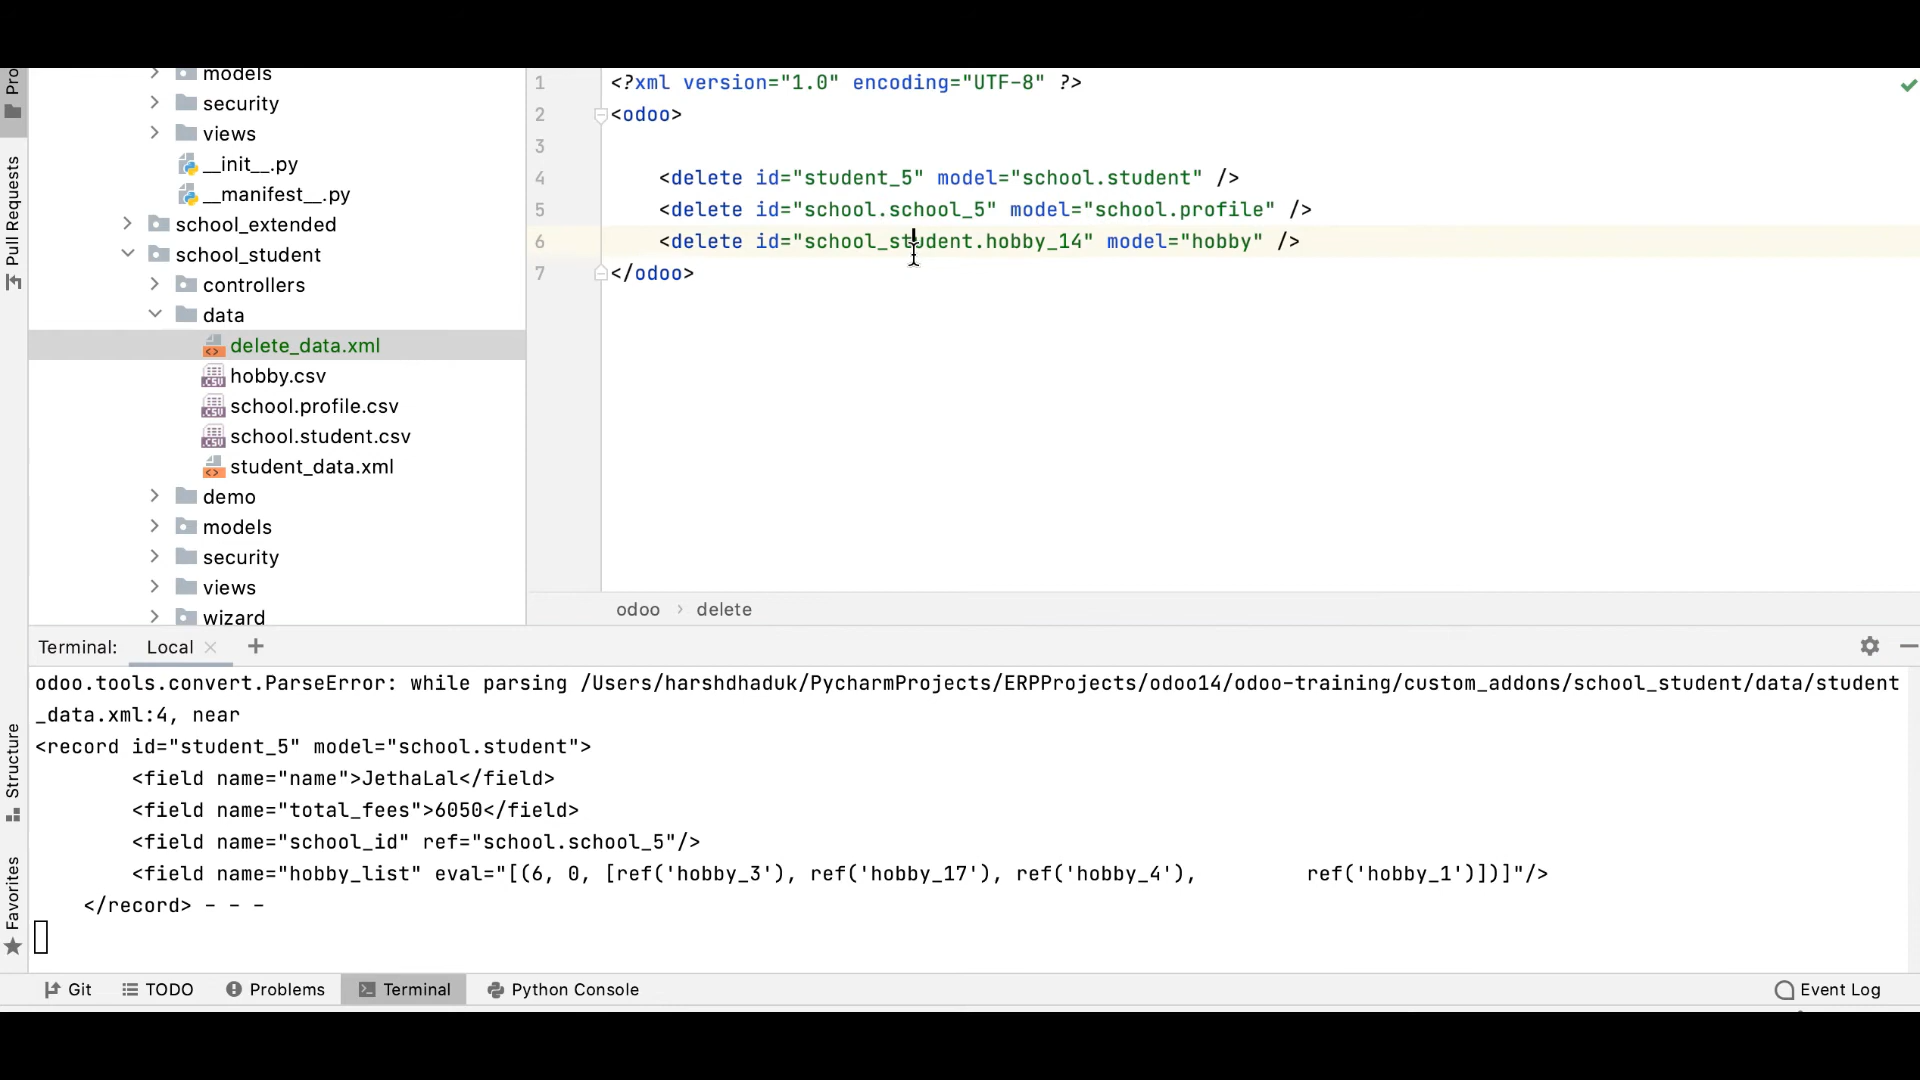 Pro
Pull Requests
Structure
Favorites
models
security
views
__init__.py
__manifest__.py
school_extended
school_student
controllers
data
delete_data.xml
hobby.csv
school.profile.csv
school.student.csv
student_data.xml
demo
models
security
views
wizard
1 <?xml version="1.0" encoding="UTF-8" ?>
2 <odoo>
3
4 <delete id="student_5" model="school.student" />
5 <delete id="school.school_5" model="school.profile" />
6 <delete id="school_student.hobby_14" model="hobby" />
7 </odoo>
odoo › delete
Terminal: Local × +
odoo.tools.convert.ParseError: while parsing /Users/harshdhaduk/PycharmProjects/ERPProjects/odoo14/odoo-training/custom_addons/school_student/data/student
_data.xml:4, near
<record id="student_5" model="school.student">
<field name="name">JethaLal</field>
<field name="total_fees">6050</field>
<field name="school_id" ref="school.school_5"/>
<field name="hobby_list" eval="[(6, 0, [ref('hobby_3'), ref('hobby_17'), ref('hobby_4'), ref('hobby_1')])]"/>
</record> - - -
Git TODO Problems Terminal Python Console Event Log